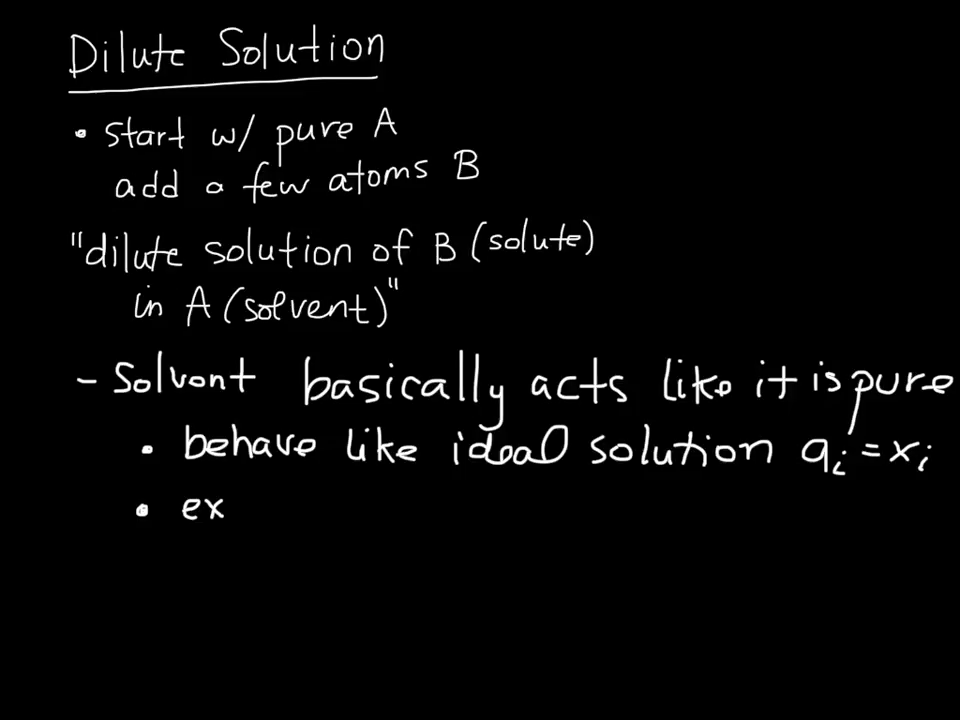 Dilute Solution
• start w/ pure A
add a few atoms B
"dilute solution of B (solute)
in A (solvent)"
- Solvent basically acts like it is pure
• behave like ideal solution ai = xi
• ex